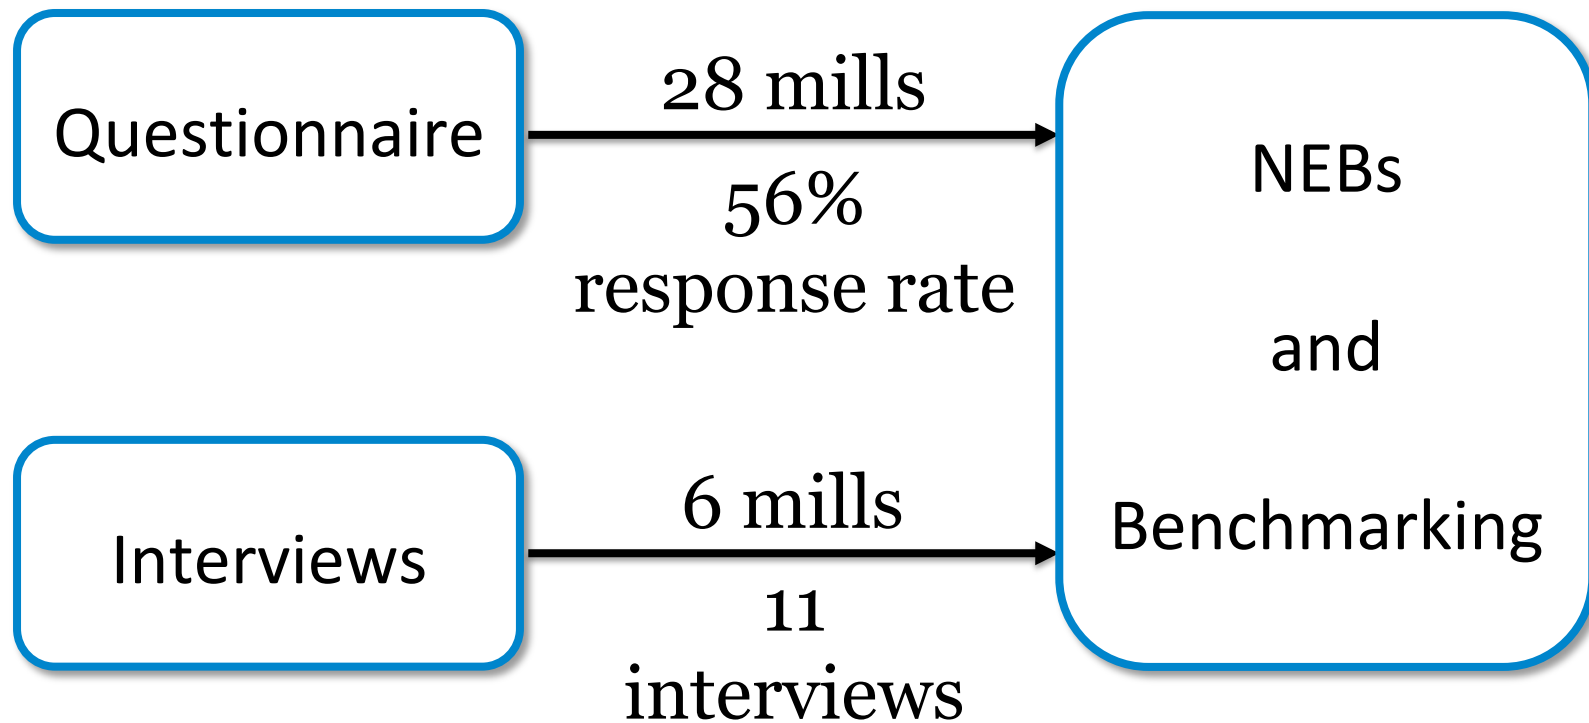 Questionnaire
28 mills
56%
response rate
Interviews
6 mills
11
interviews
NEBs
and
Benchmarking